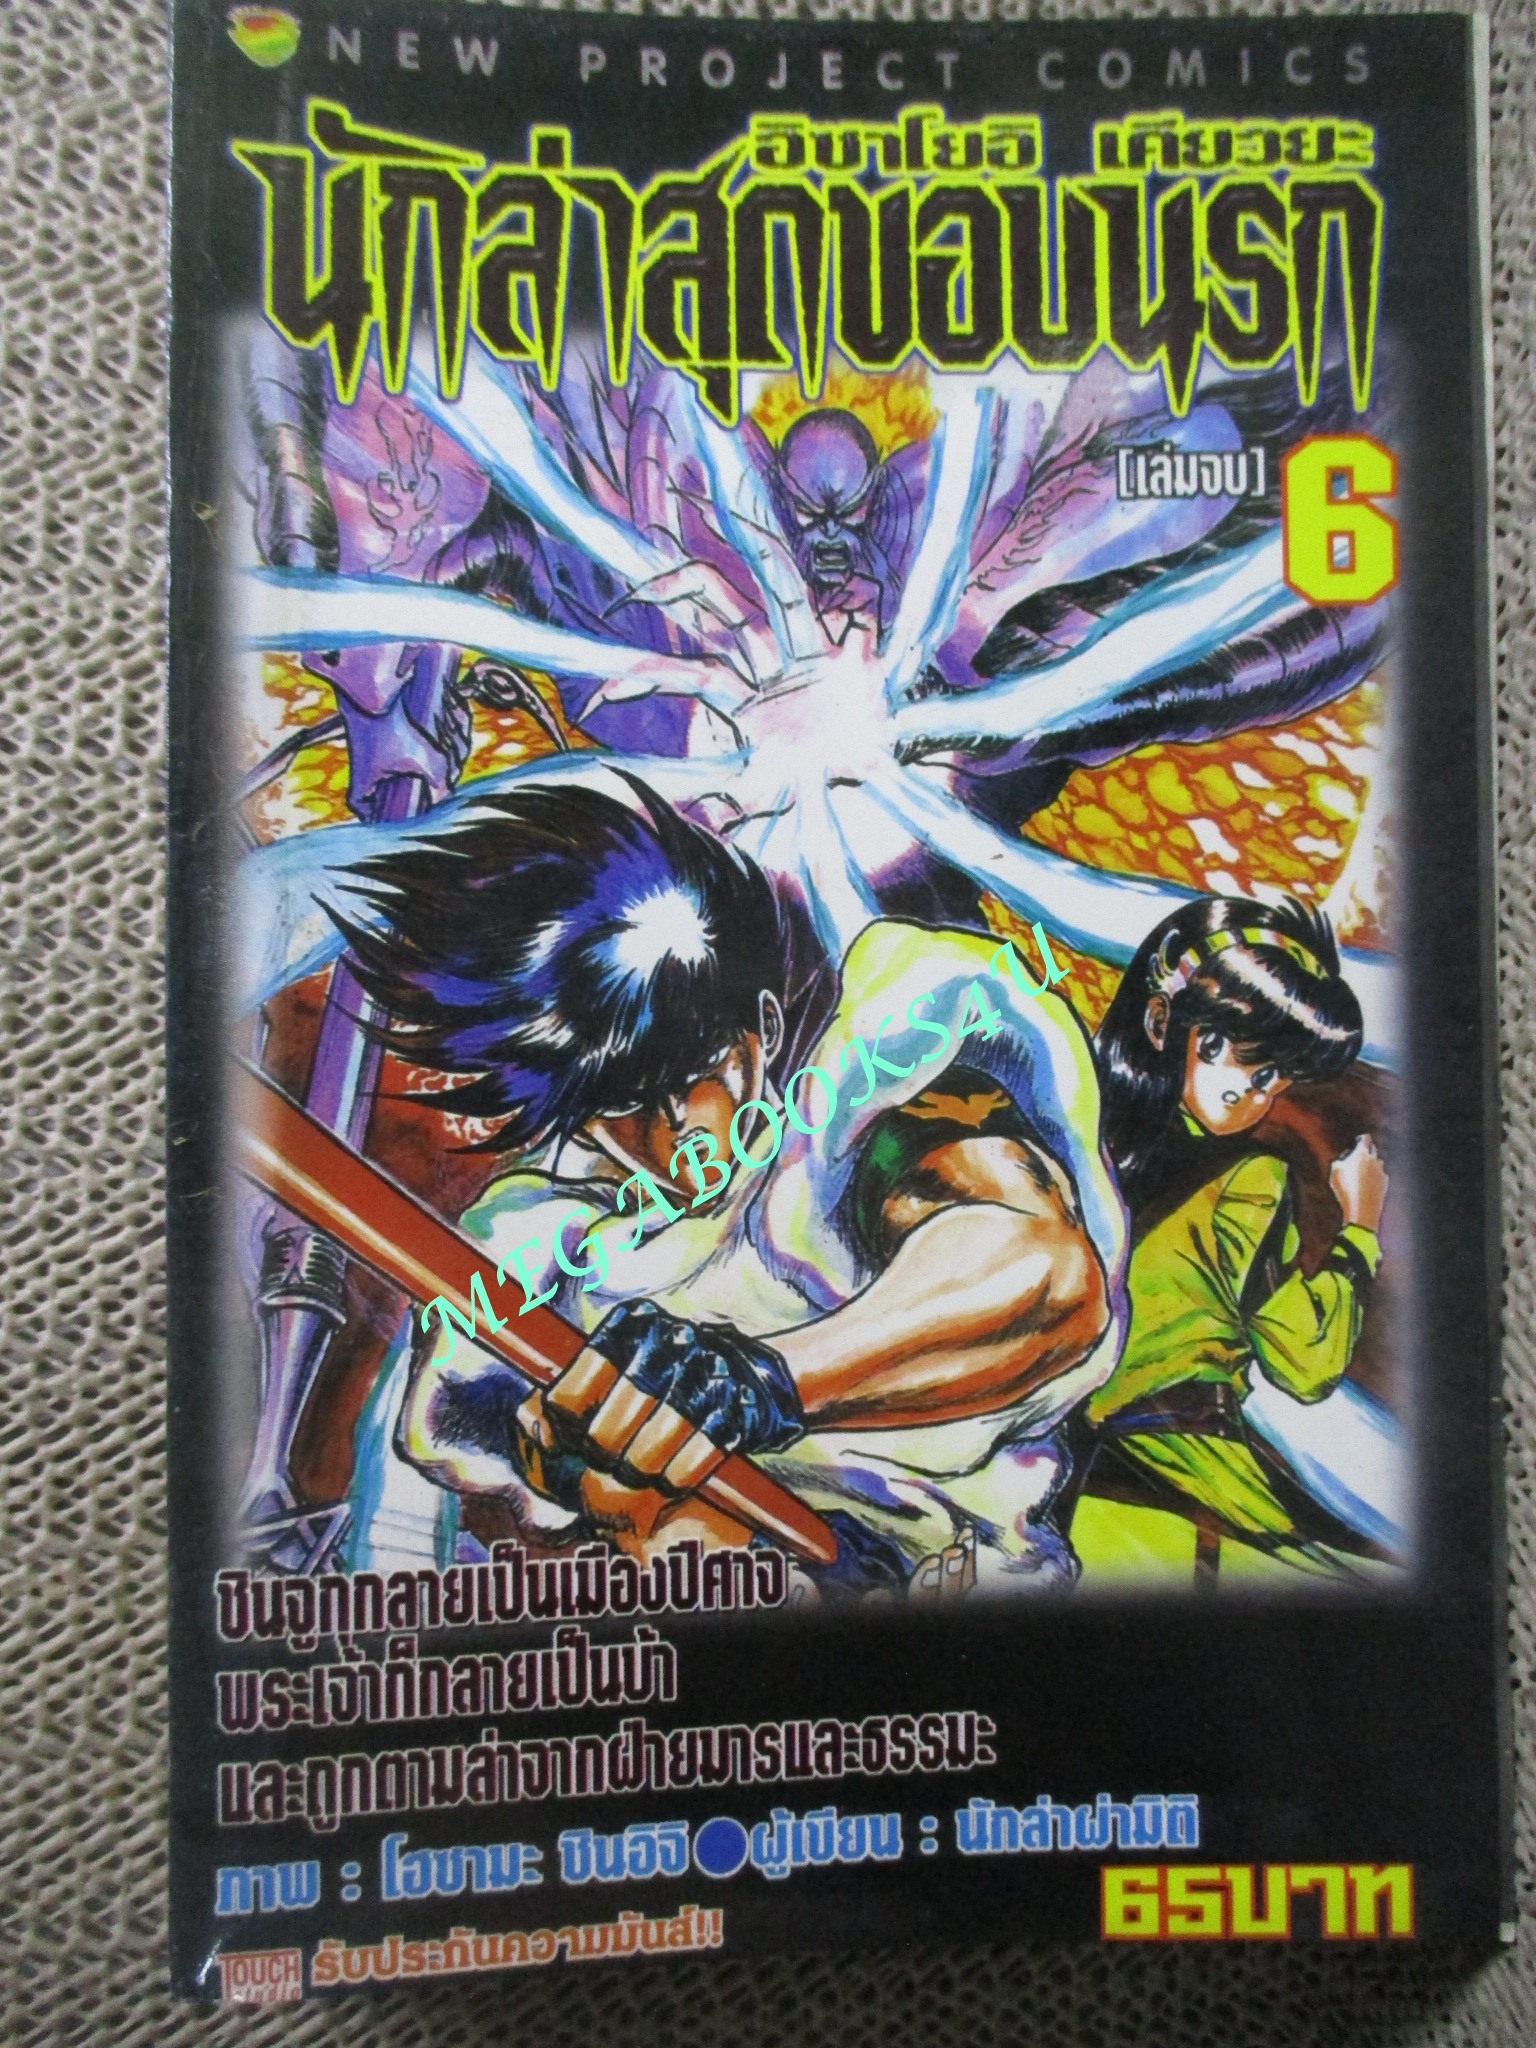 NEW PROJECT COMICS
อิซาโยอิ เคียวยะ
นักล่าสุดขอบนรก
[เล่มจบ] 6
MEGABOOKS4U
ชินจูกุกลายเป็นเมืองปีศาจ
พระเจ้าก็กลายเป็นบ้า
และถูกตามล่าจากฝ่ายมารและธรรมะ
ภาพ : โฮซามะ ชินอิจิ ● ผู้เขียน : นักล่าผ่ามิติ
65บาท
TOUCH Studio รับประกันความมันส์!!